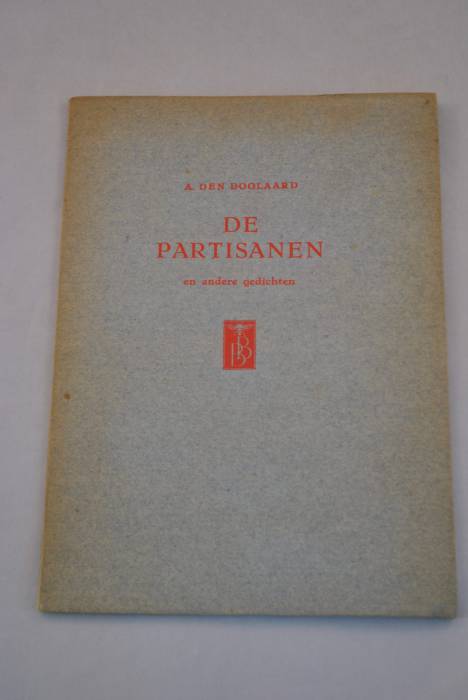 A. DEN DOOLAARD
DE
PARTISANEN
en andere gedichten